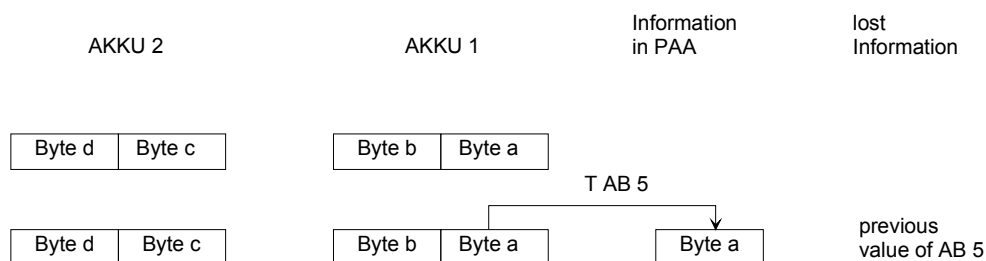 AKKU 2
AKKU 1
Information
in PAA
lost
Information
Byte d
Byte c
Byte b
Byte a
T AB 5
Byte d
Byte c
Byte b
Byte a
Byte a
previous
value of AB 5